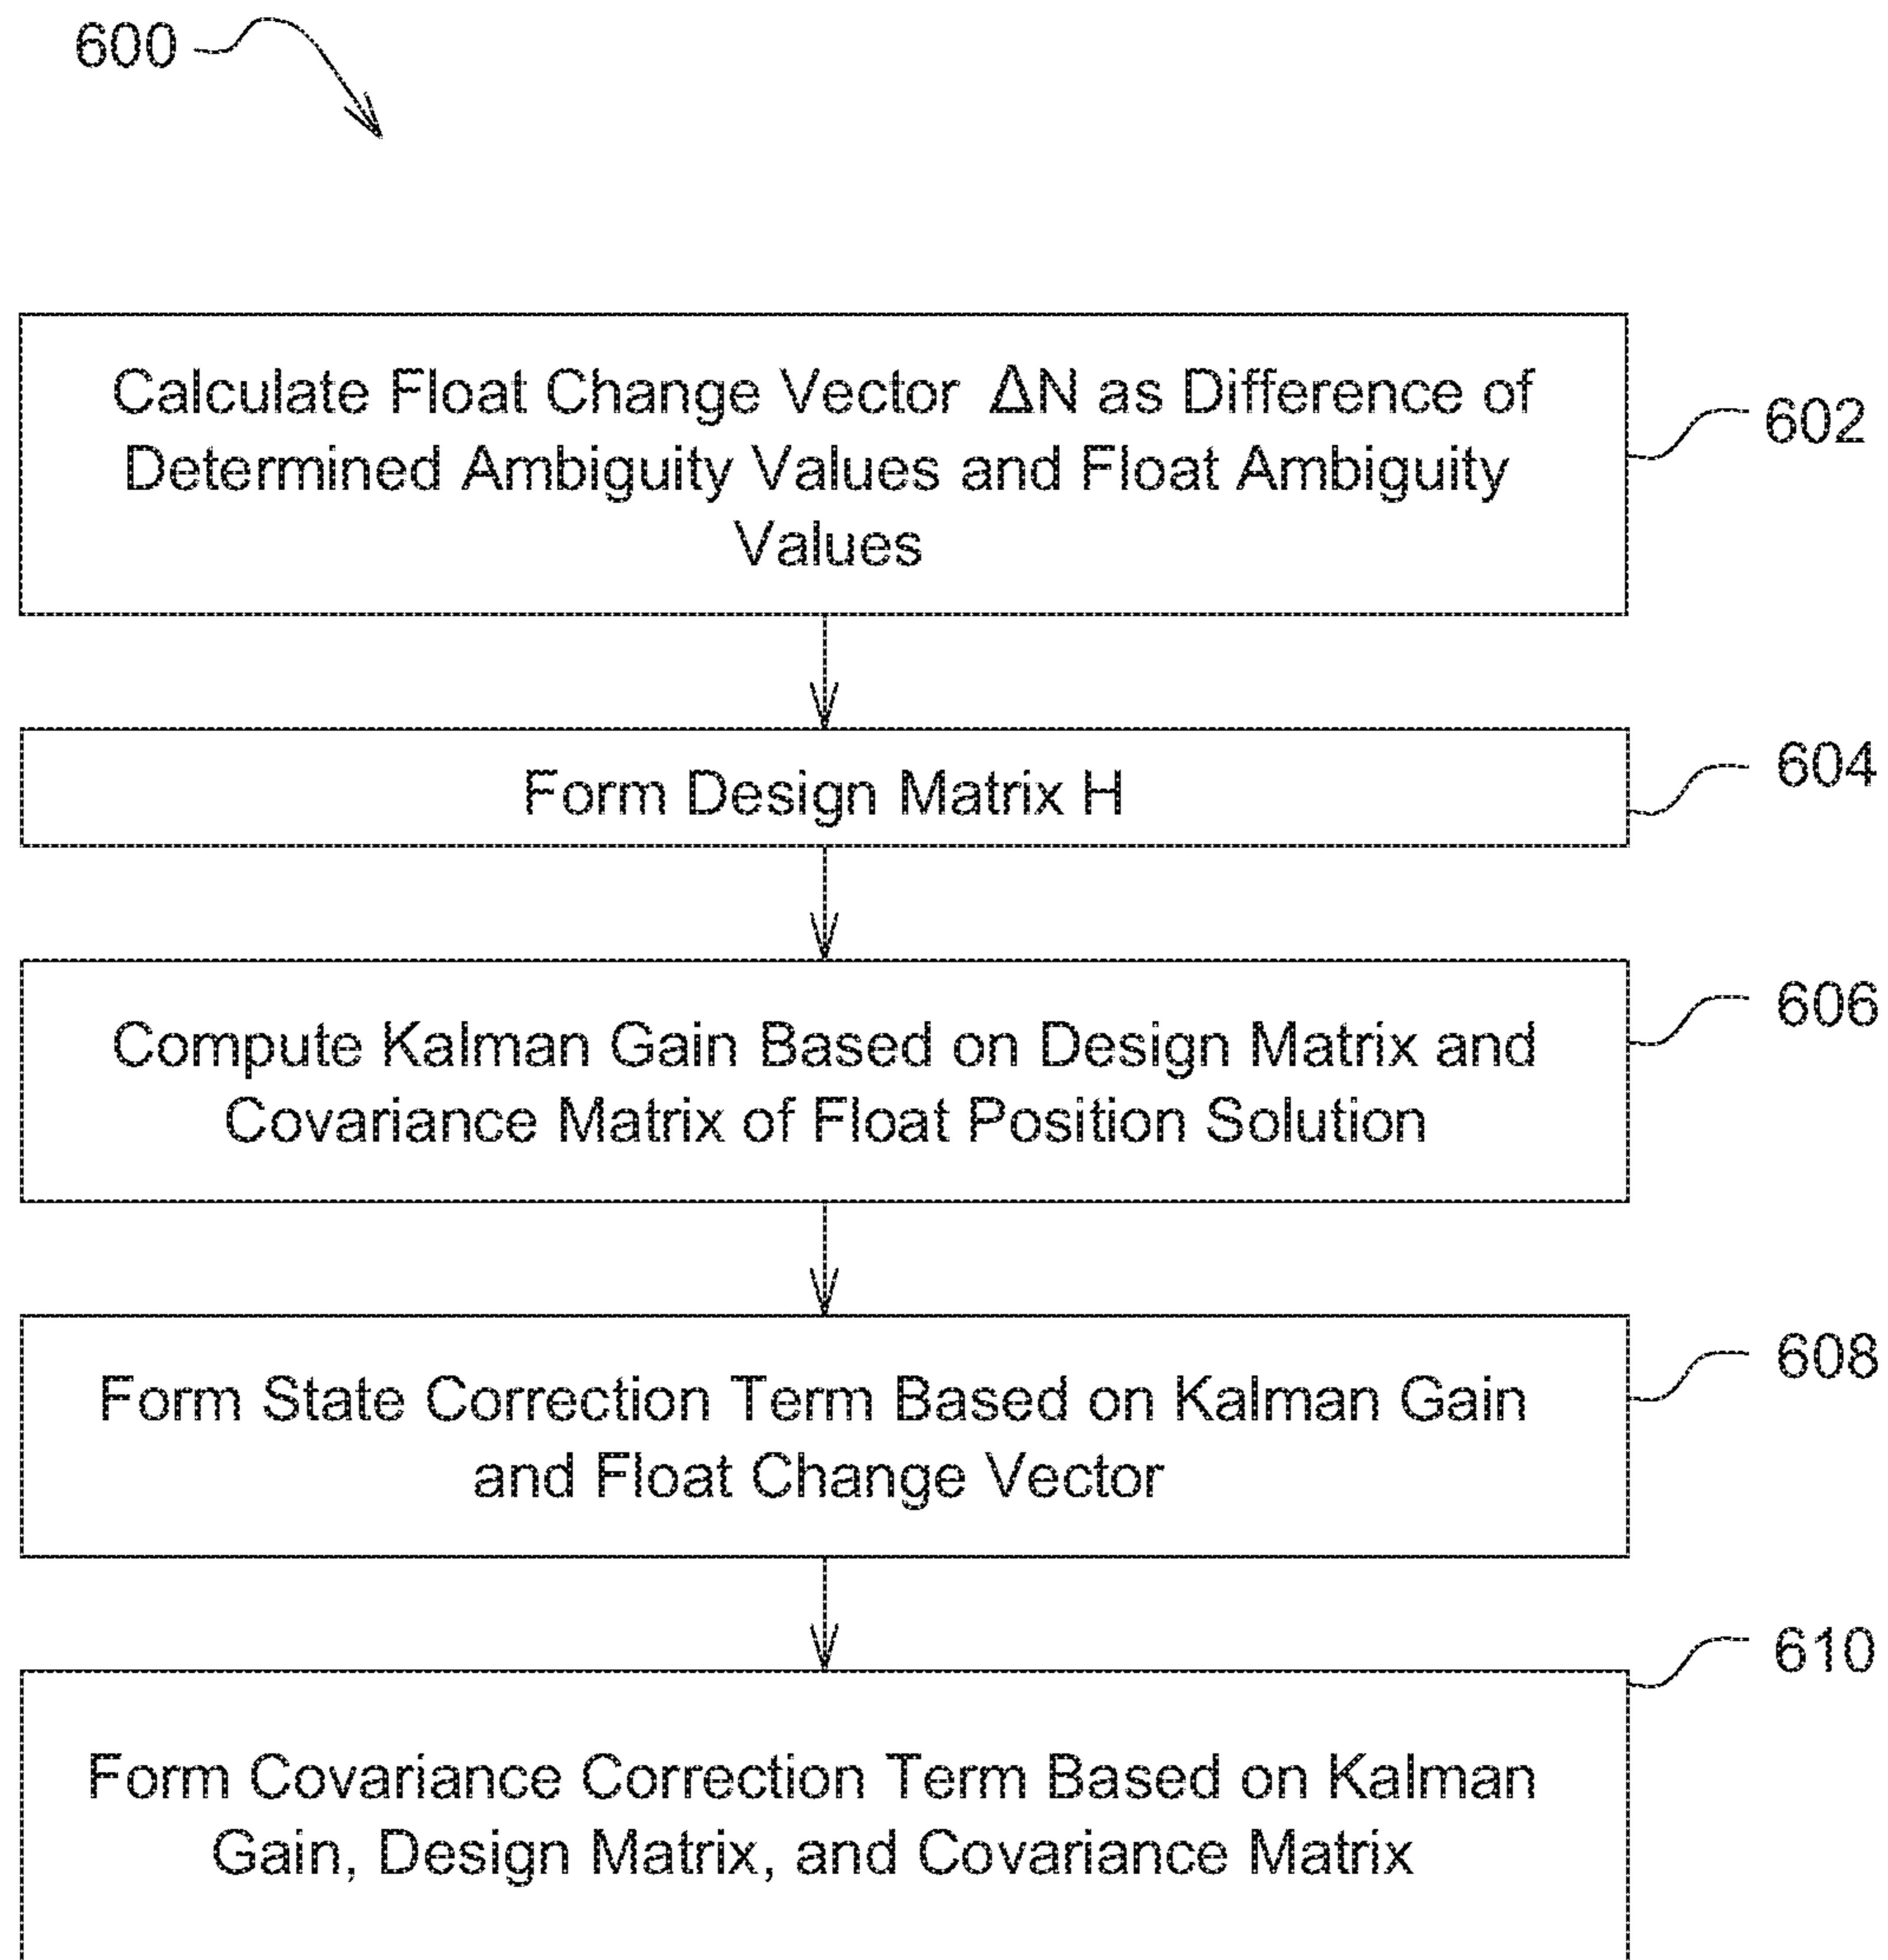 600
Calculate Float Change Vector ΔN as Difference of
Determined Ambiguity Values and Float Ambiguity
Values
602
Form Design Matrix H
604
Compute Kalman Gain Based on Design Matrix and
Covariance Matrix of Float Position Solution
606
Form State Correction Term Based on Kalman Gain
and Float Change Vector
608
Form Covariance Correction Term Based on Kalman
Gain, Design Matrix, and Covariance Matrix
610